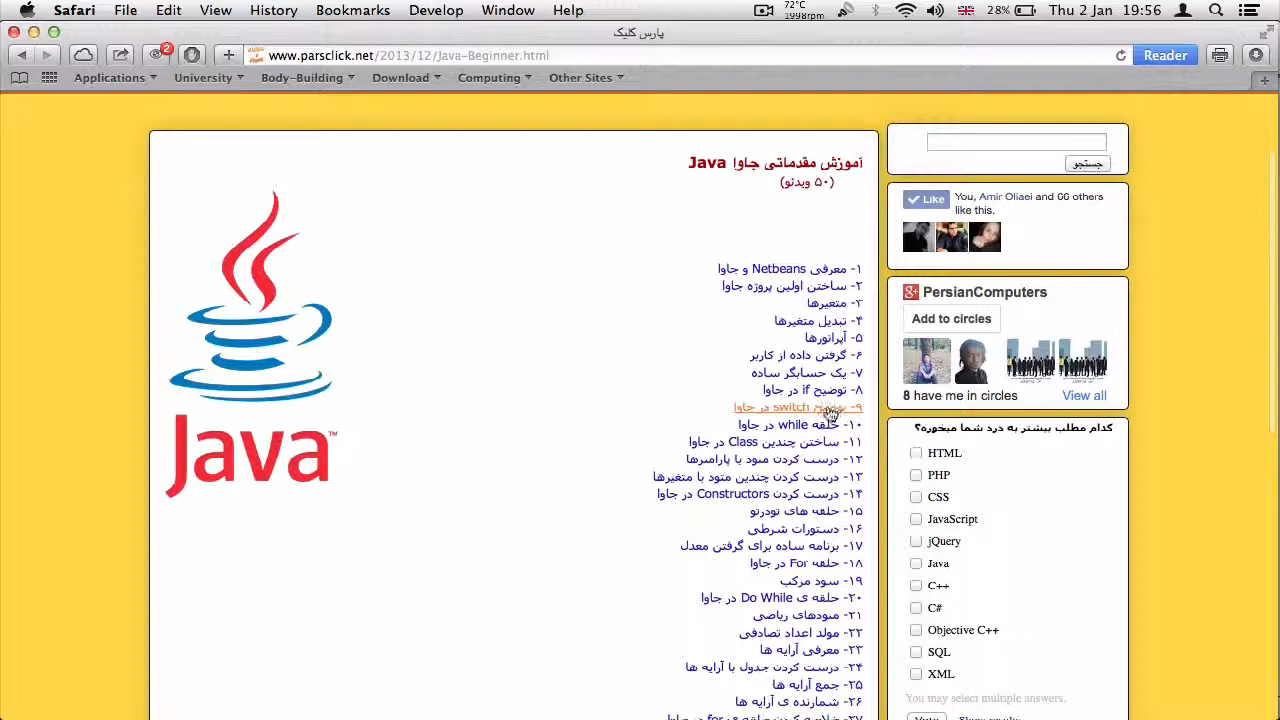 Safari File Edit View History Bookmarks Develop Window Help 72°C 1998rpm 28% Thu 2 Jan 19:56
پارس کلیک
2 www.parsclick.net/2013/12/Java-Beginner.html Reader
Applications University Body-Building Download Computing Other Sites
آموزش مقدماتی جاوا Java
(۵۰ ویدئو)
۱- معرفی Netbeans و جاوا
۲- ساختن اولین پروژه جاوا
۳- متغیرها
۴- تبدیل متغیرها
۵- آپراتورها
۶- گرفتن داده از کاربر
۷- یک حسابگر ساده
۸- توضیح if در جاوا
۹- switch در جاوا
۱۰- حلقه while در جاوا
۱۱- ساختن چندین Class در جاوا
۱۲- درست کردن متود با پارامترها
۱۳- درست کردن چندین متود با متغیرها
۱۴- درست کردن Constructors در جاوا
۱۵- حلقه های تودرتو
۱۶- دستورات شرطی
۱۷- برنامه ساده برای گرفتن معدل
۱۸- حلقه For در جاوا
۱۹- سود مرکب
۲۰- حلقه ی Do While در جاوا
۲۱- متودهای ریاضی
۲۲- مولد اعداد تصادفی
۲۳- معرفی آرایه ها
۲۴- درست کردن جدول با آرایه ها
۲۵- جمع آرایه ها
۲۶- شمارنده ی آرایه ها
Java™
جستجو
Like You, Amir Oliaei and 66 others
like this.
PersianComputers
Add to circles
8 have me in circles View all
کدام مطلب بیشتر به درد شما میخوره؟
HTML
PHP
CSS
JavaScript
jQuery
Java
C++
C#
Objective C++
SQL
XML
You may select multiple answers.
Vote Show results